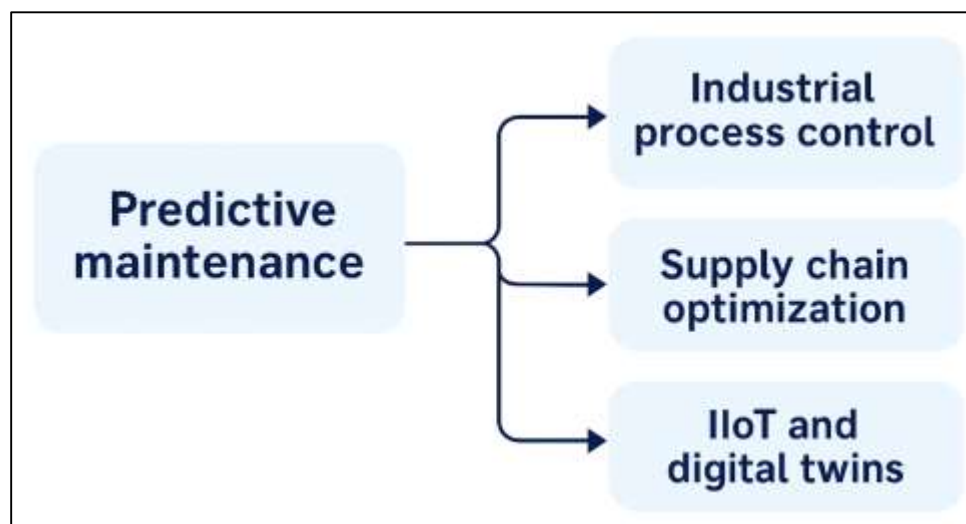 Predictive
maintenance
Industrial
process control
Supply chain
optimization
IIoT and
digital twins